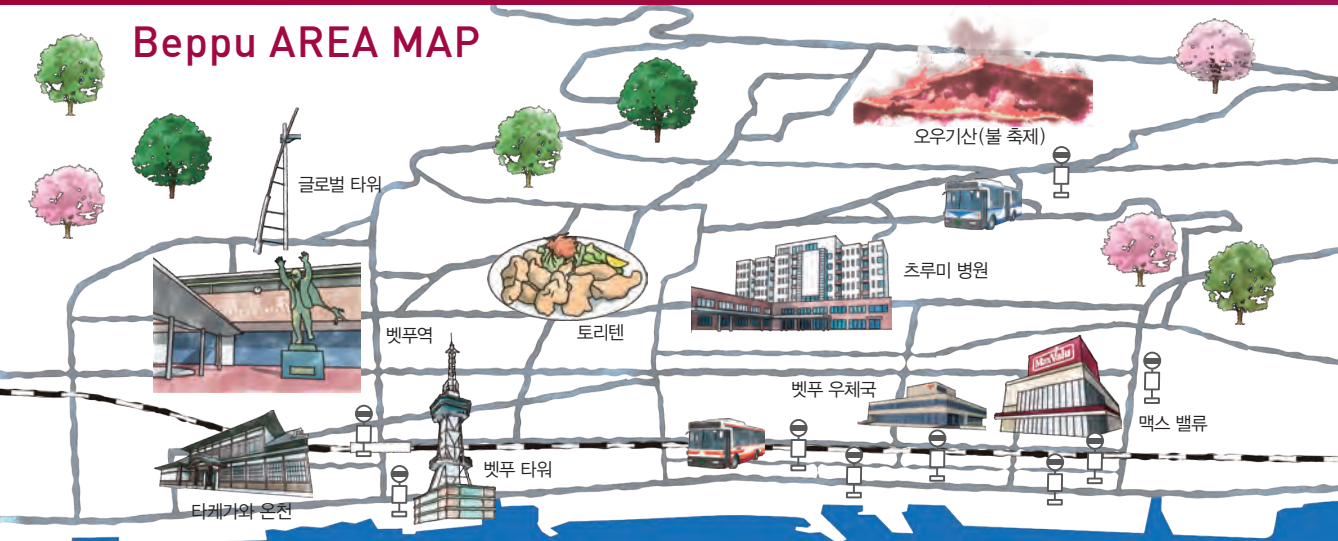 Beppu AREA MAP
오우기산(불 축제)
글로벌 타워
츠루미 병원
벳푸역
토리텐
MaxValu
벳푸 우체국
맥스 밸류
벳푸 타워
타케가와 온천